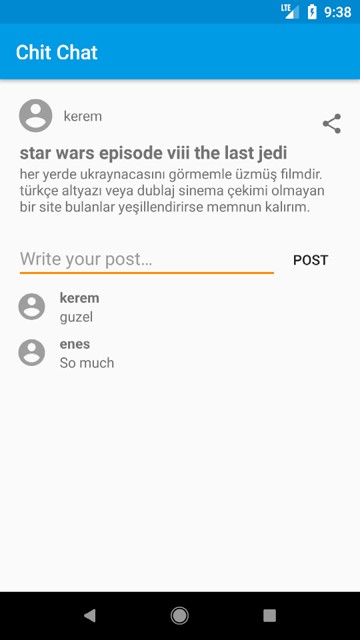 LTE 9:38
Chit Chat
kerem
star wars episode viii the last jedi
her yerde ukraynacasını görmemle üzmüş filmdir.
türkçe altyazı veya dublaj sinema çekimi olmayan
bir site bulanlar yeşillendirirse memnun kalırım.
Write your post...
POST
kerem
guzel
enes
So much